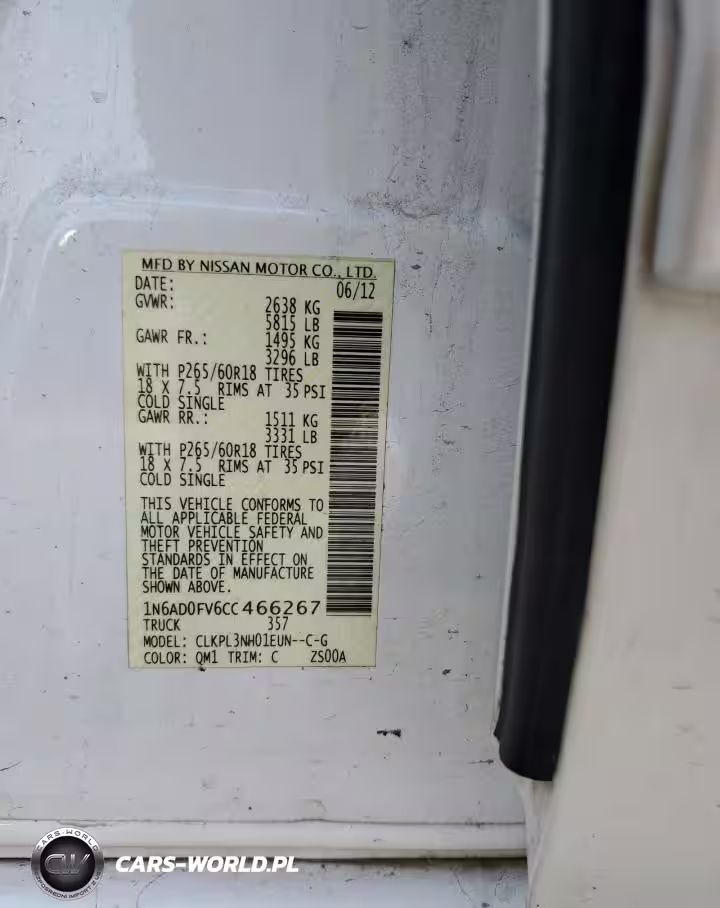 MFD BY NISSAN MOTOR CO., LTD.
DATE: 06/12
GVWR: 2638 KG
5815 LB
GAWR FR.: 1495 KG
3296 LB
WITH P265/60R18 TIRES
18 X 7.5 RIMS AT 35 PSI
COLD SINGLE
GAWR RR.: 1511 KG
3331 LB
WITH P265/60R18 TIRES
18 X 7.5 RIMS AT 35 PSI
COLD SINGLE
THIS VEHICLE CONFORMS TO
ALL APPLICABLE FEDERAL
MOTOR VEHICLE SAFETY AND
THEFT PREVENTION
STANDARDS IN EFFECT ON
THE DATE OF MANUFACTURE
SHOWN ABOVE.
1N6AD0FV6CC466267
TRUCK 357
MODEL: CLKPL3NH01EUN--C-G
COLOR: QM1 TRIM: C ZS00A
CARS-WORLD
CW
CARS-WORLD.PL